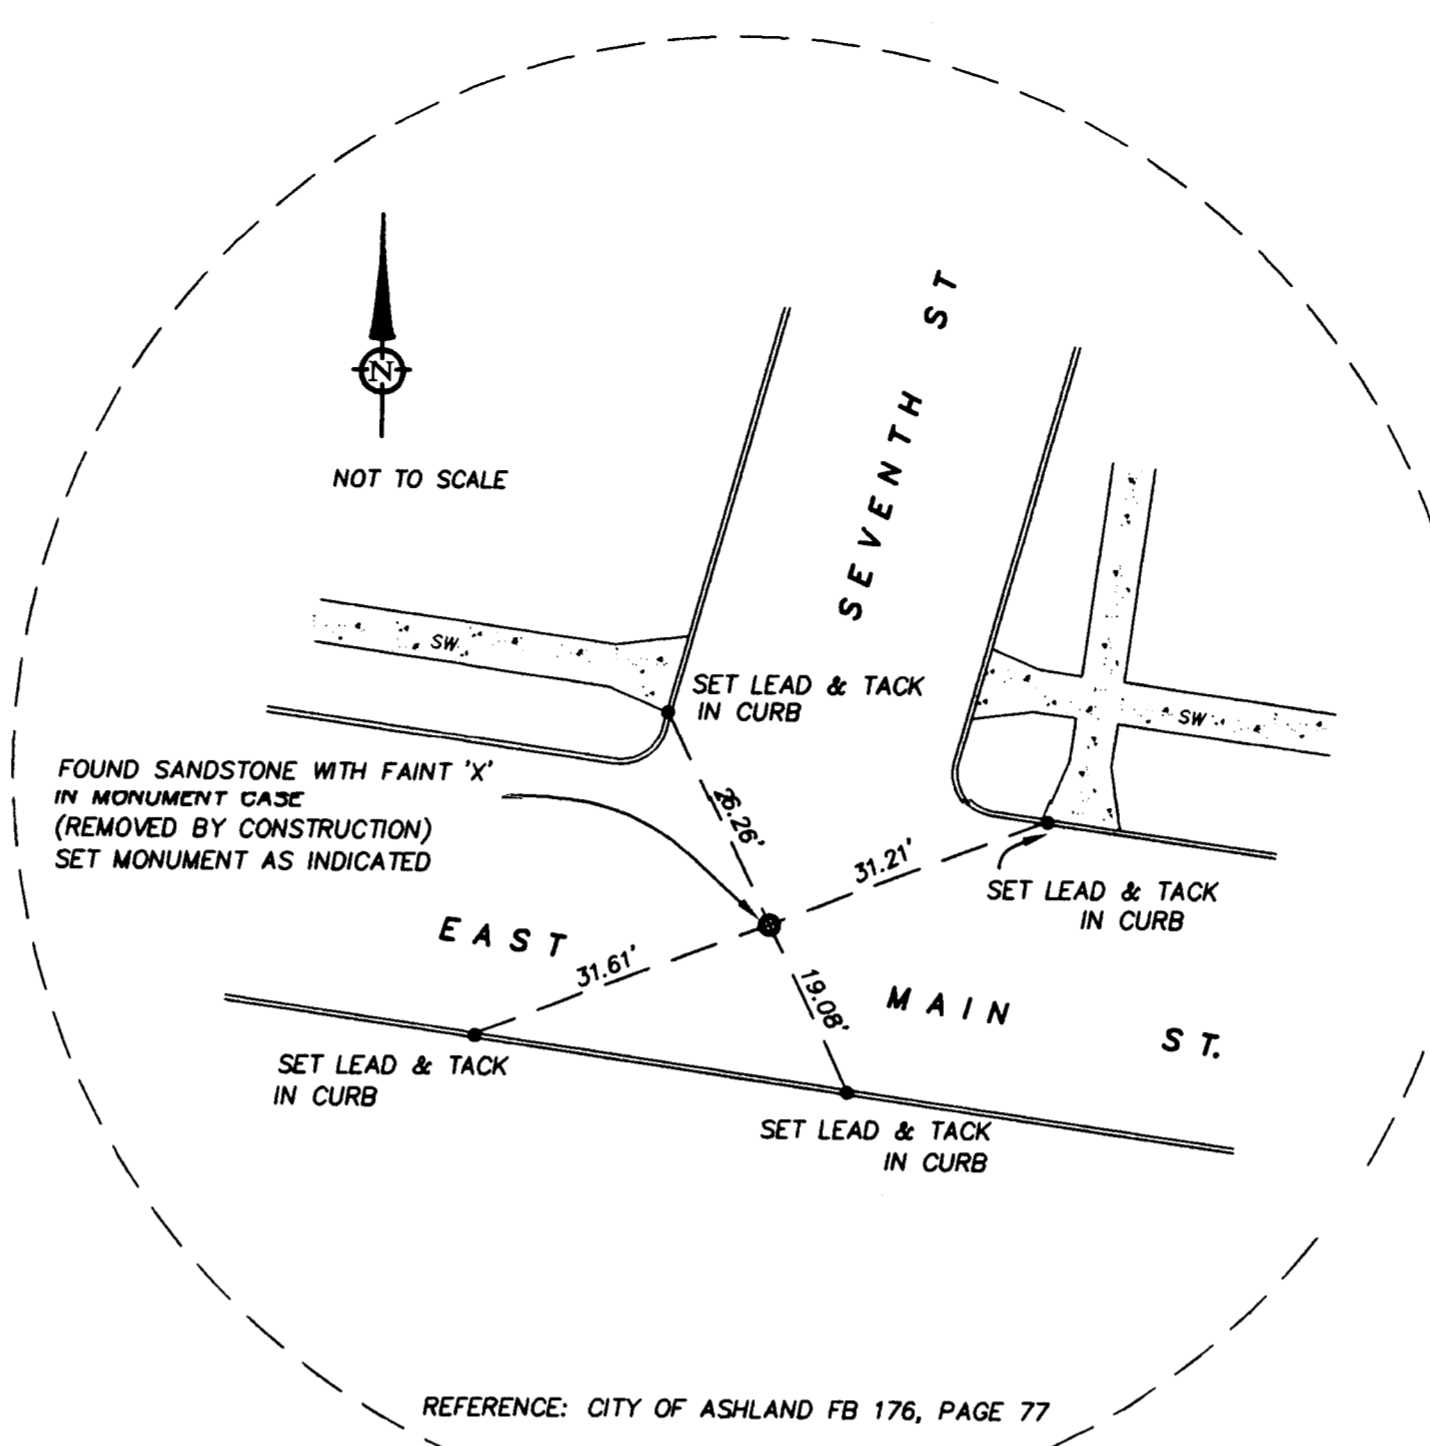 SEVENTH ST
N
NOT TO SCALE
SW
SET LEAD & TACK
IN CURB
SW
FOUND SANDSTONE WITH FAINT 'X'
IN MONUMENT CASE
(REMOVED BY CONSTRUCTION)
SET MONUMENT AS INDICATED
26.26'
31.21'
SET LEAD & TACK
IN CURB
EAST MAIN ST.
31.61'
19.08'
SET LEAD & TACK
IN CURB
SET LEAD & TACK
IN CURB
REFERENCE: CITY OF ASHLAND FB 176, PAGE 77